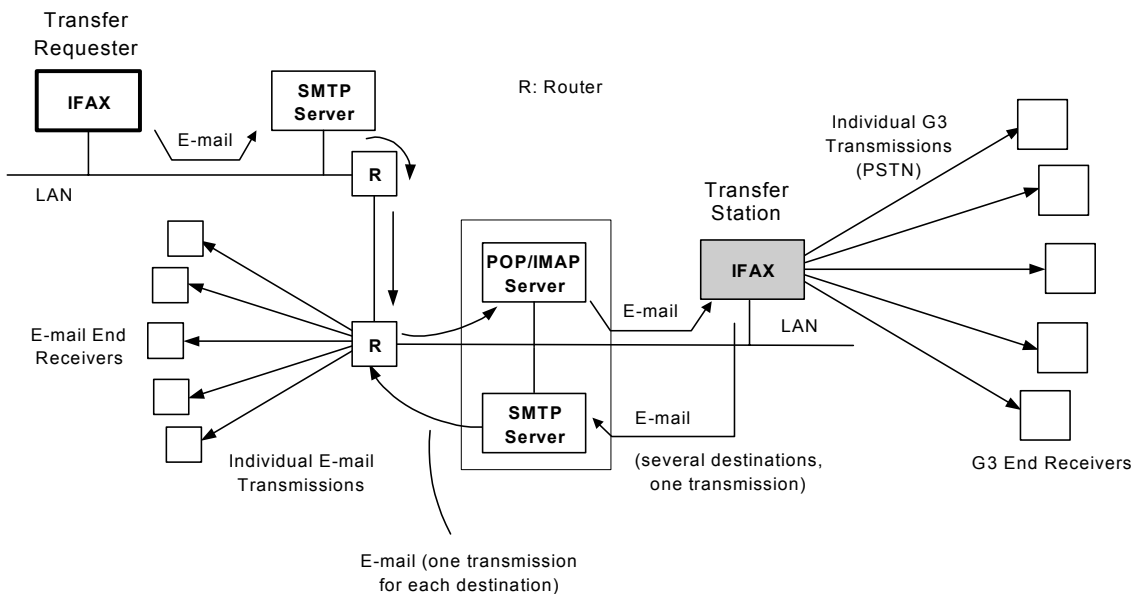 Transfer
Requester
IFAX
E-mail
SMTP
Server
R: Router
LAN
R
Individual G3
Transmissions
(PSTN)
Transfer
Station
IFAX
POP/IMAP
Server
E-mail
LAN
E-mail End
Receivers
R
SMTP
Server
E-mail
(several destinations,
one transmission)
G3 End Receivers
Individual E-mail
Transmissions
E-mail (one transmission
for each destination)